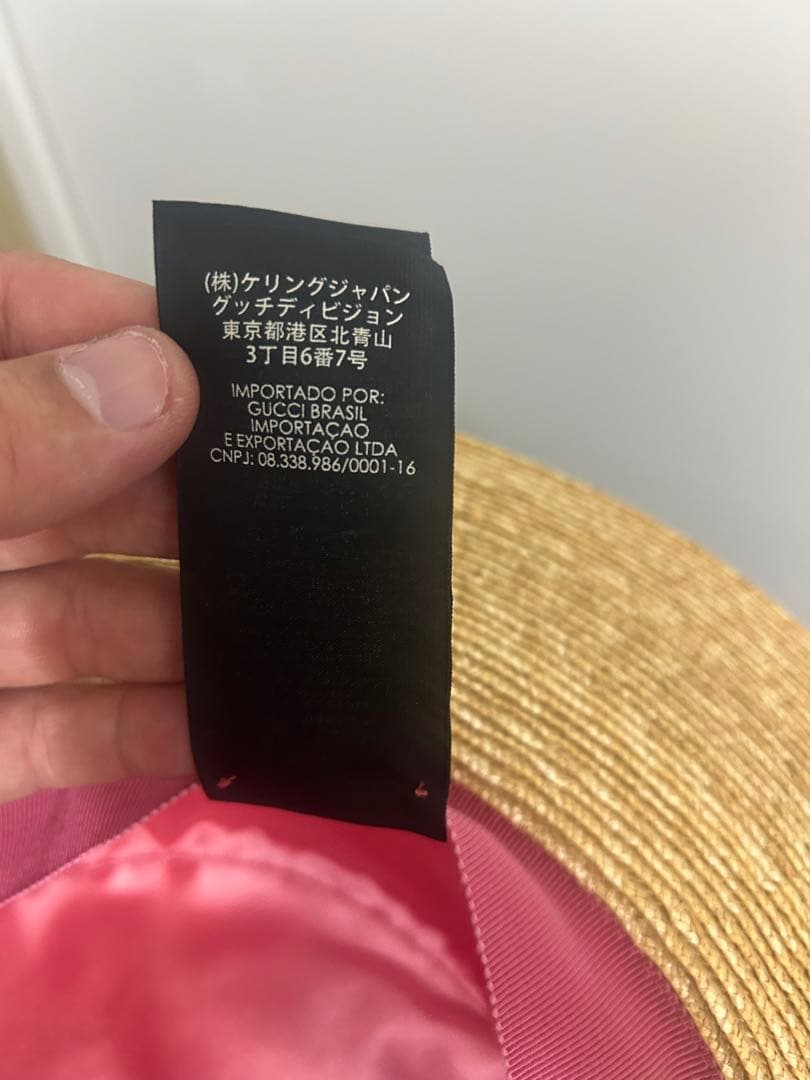 (株)ケリングジャパン
グッチディビジョン
東京都港区北青山
3丁目6番7号
IMPORTADO POR:
GUCCI BRASIL
IMPORTAÇAO
E EXPORTAÇAO LTDA
CNPJ: 08.338.986/0001-16